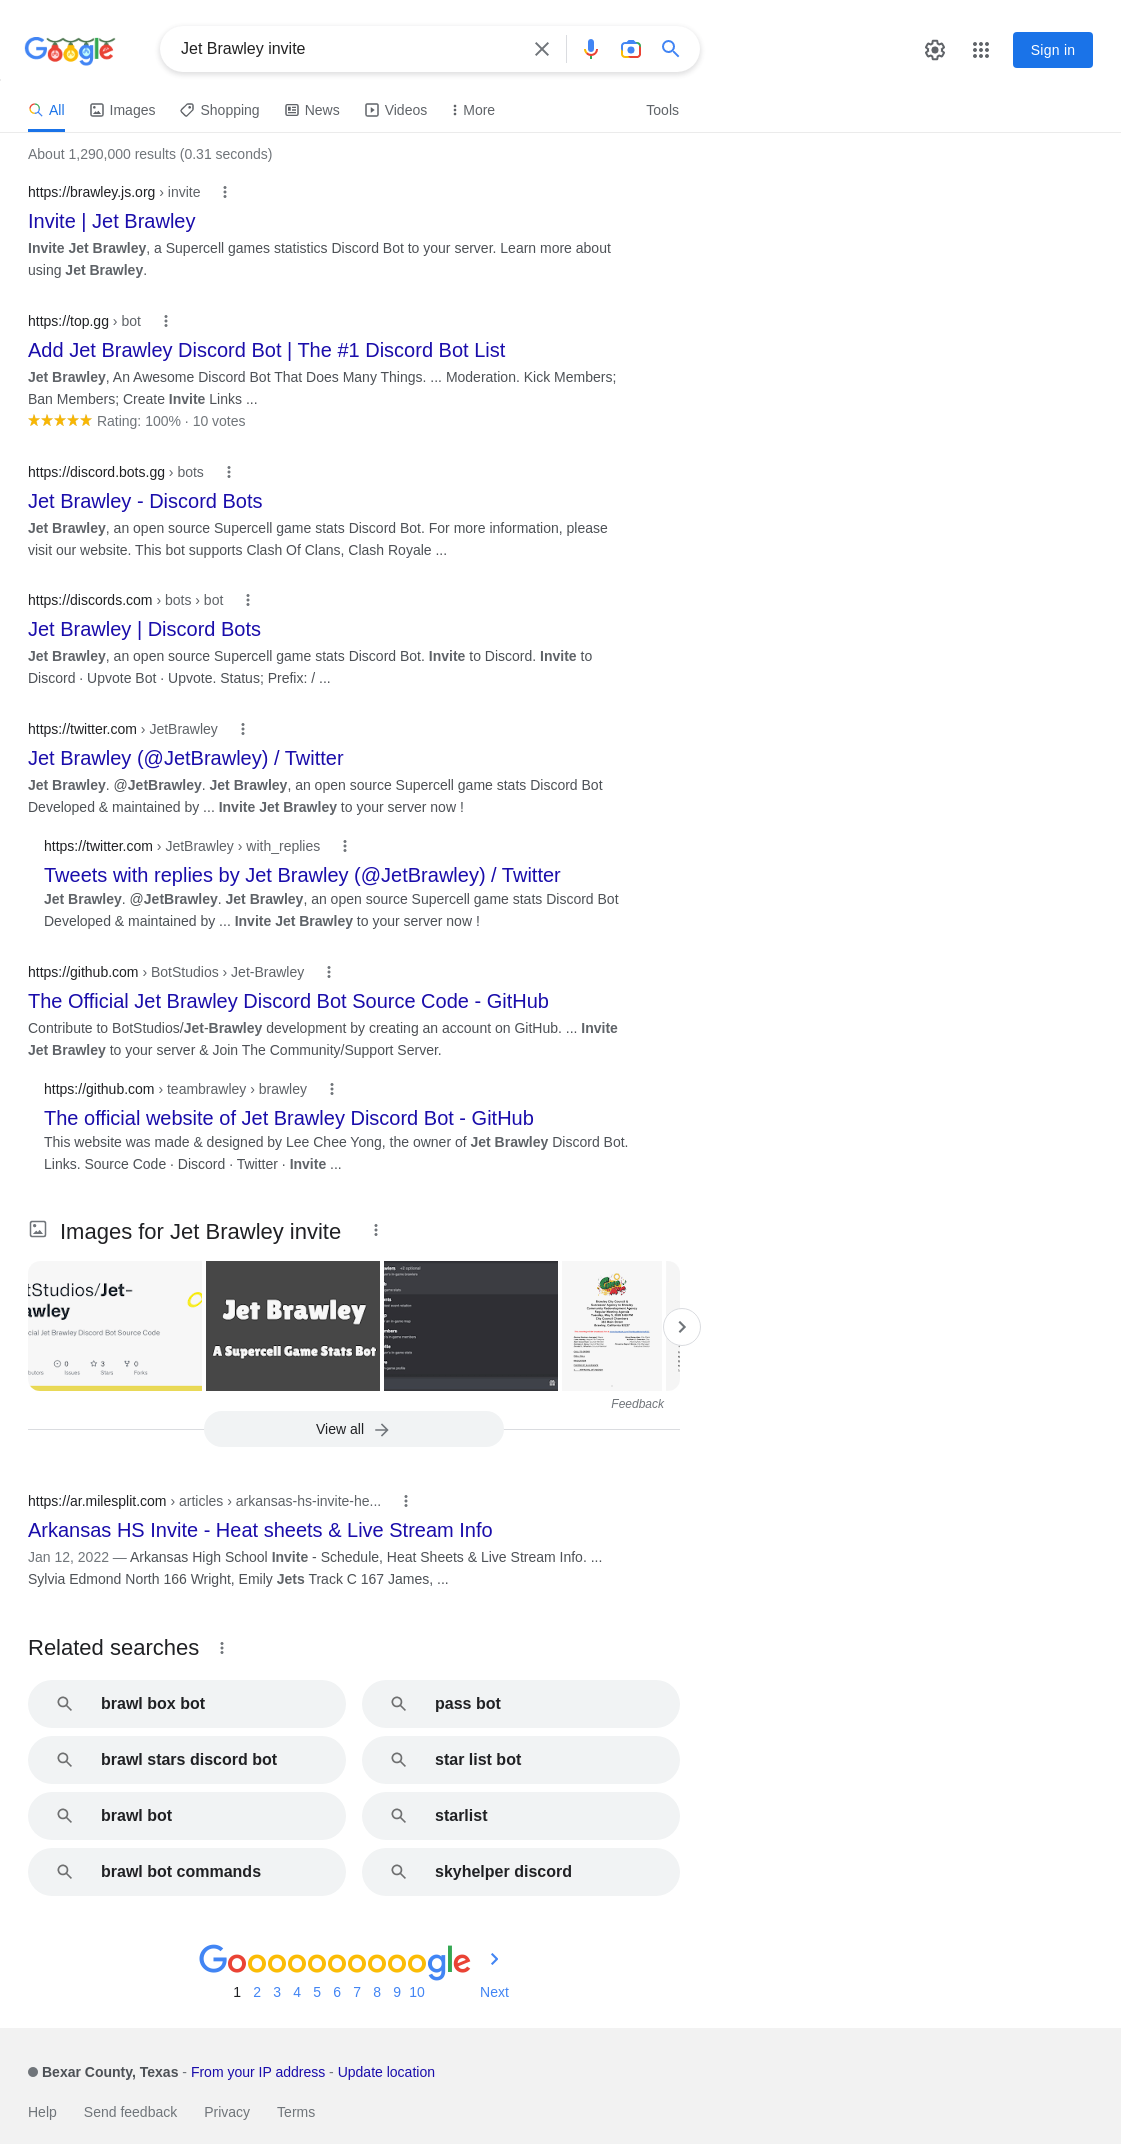 Google
Jet Brawley invite
Sign in
All
Images
Shopping
News
Videos
More
Tools
About 1,290,000 results (0.31 seconds)
https://brawley.js.org › invite
Invite | Jet Brawley
Invite Jet Brawley, a Supercell games statistics Discord Bot to your server. Learn more about
using Jet Brawley.
https://top.gg › bot
Add Jet Brawley Discord Bot | The #1 Discord Bot List
Jet Brawley, An Awesome Discord Bot That Does Many Things. ... Moderation. Kick Members;
Ban Members; Create Invite Links ...
Rating: 100% · 10 votes
https://discord.bots.gg › bots
Jet Brawley - Discord Bots
Jet Brawley, an open source Supercell game stats Discord Bot. For more information, please
visit our website. This bot supports Clash Of Clans, Clash Royale ...
https://discords.com › bots › bot
Jet Brawley | Discord Bots
Jet Brawley, an open source Supercell game stats Discord Bot. Invite to Discord. Invite to
Discord · Upvote Bot · Upvote. Status; Prefix: / ...
https://twitter.com › JetBrawley
Jet Brawley (@JetBrawley) / Twitter
Jet Brawley. @JetBrawley. Jet Brawley, an open source Supercell game stats Discord Bot
Developed & maintained by ... Invite Jet Brawley to your server now !
https://twitter.com › JetBrawley › with_replies
Tweets with replies by Jet Brawley (@JetBrawley) / Twitter
Jet Brawley. @JetBrawley. Jet Brawley, an open source Supercell game stats Discord Bot
Developed & maintained by ... Invite Jet Brawley to your server now !
https://github.com › BotStudios › Jet-Brawley
The Official Jet Brawley Discord Bot Source Code - GitHub
Contribute to BotStudios/Jet-Brawley development by creating an account on GitHub. ... Invite
Jet Brawley to your server & Join The Community/Support Server.
https://github.com › teambrawley › brawley
The official website of Jet Brawley Discord Bot - GitHub
This website was made & designed by Lee Chee Yong, the owner of Jet Brawley Discord Bot.
Links. Source Code · Discord · Twitter · Invite ...
Images for Jet Brawley invite
tStudios/Jet-
awley
cial Jet Brawley Discord Bot Source Code
0
3
0
Issues
Stars
Forks
Jet Brawley
A Supercell Game Stats Bot
Feedback
View all
https://ar.milesplit.com › articles › arkansas-hs-invite-he...
Arkansas HS Invite - Heat sheets & Live Stream Info
Jan 12, 2022 — Arkansas High School Invite - Schedule, Heat Sheets & Live Stream Info. ...
Sylvia Edmond North 166 Wright, Emily Jets Track C 167 James, ...
Related searches
brawl box bot
pass bot
brawl stars discord bot
star list bot
brawl bot
starlist
brawl bot commands
skyhelper discord
Goooooooooogle
1 2 3 4 5 6 7 8 9 10 Next
Bexar County, Texas - From your IP address - Update location
Help
Send feedback
Privacy
Terms